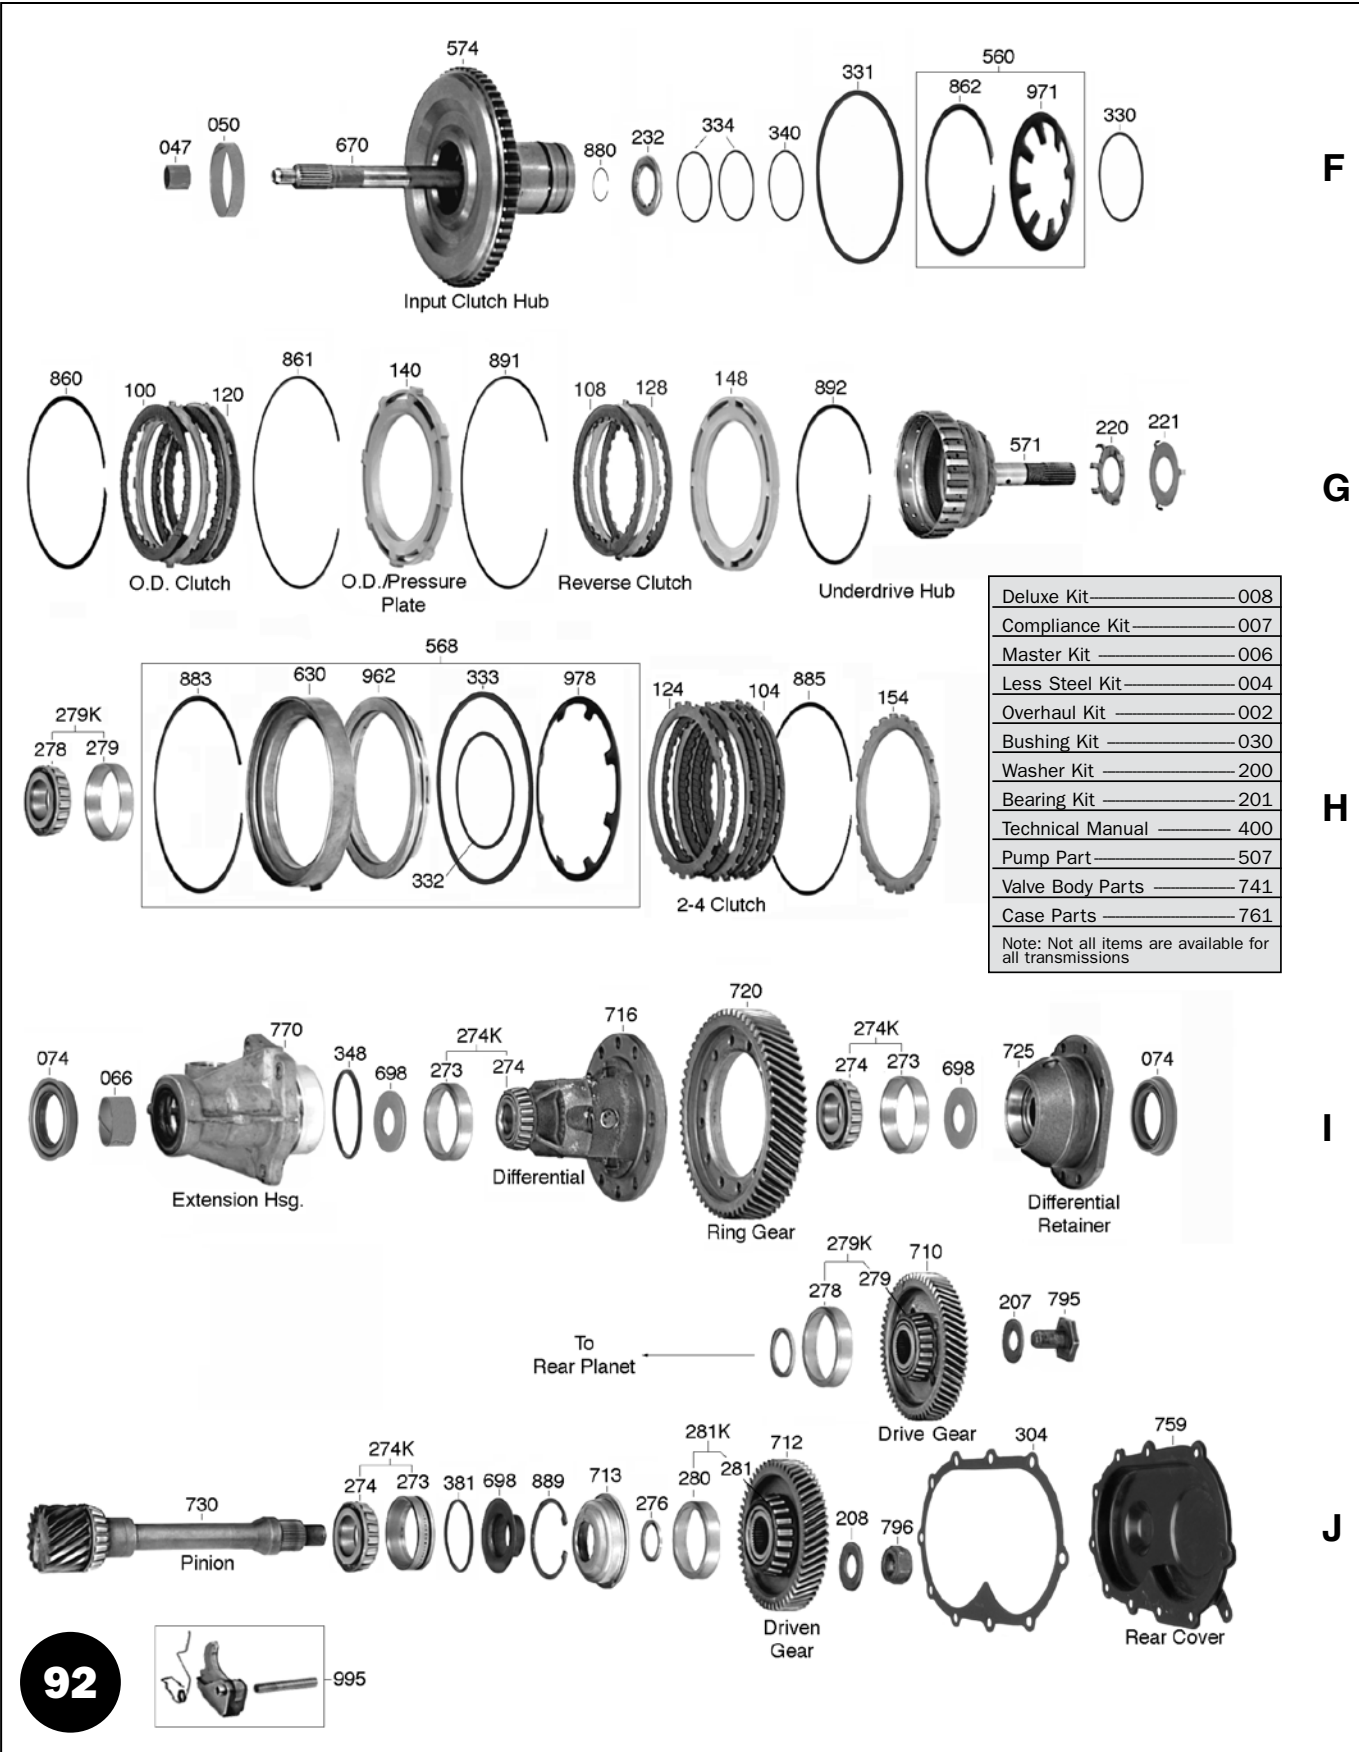 574
560
331
862
971
050
334
330
232
340
047
670
880
F
Input Clutch Hub
861
891
140
860
148
100
120
108
128
892
221
220
571
G
O.D. Clutch
O.D./Pressure
Plate
Reverse Clutch
Underdrive Hub
Deluxe Kit 008
Compliance Kit 007
Master Kit 006
Less Steel Kit 004
Overhaul Kit 002
Bushing Kit 030
Washer Kit 200
Bearing Kit 201
Technical Manual 400
Pump Part 507
Valve Body Parts 741
Case Parts 761
Note: Not all items are available for
all transmissions
568
883
630
962
333
978
124
104
885
154
279K
278
279
H
332
2-4 Clutch
720
716
770
274K
274K
074
348
273
274
274
273
725
074
066
698
698
I
Differential
Extension Hsg.
Differential
Retainer
Ring Gear
279K
710
278
279
207
795
To
Rear Planet
Drive Gear
759
304
281K
712
274K
274
273
381
698
889
713
280
281
276
730
208
796
J
Pinion
Driven
Gear
Rear Cover
92
995